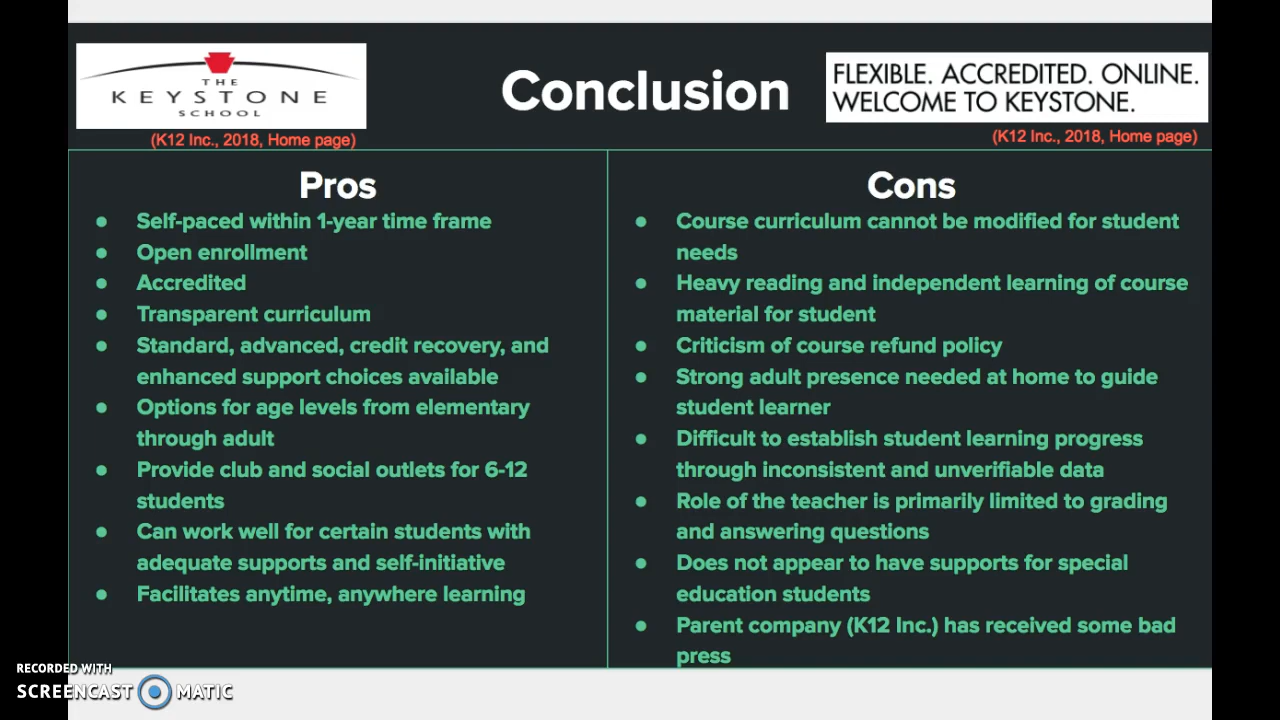 THE
KEYSTONE
SCHOOL
(K12 Inc., 2018, Home page)
Conclusion
FLEXIBLE. ACCREDITED. ONLINE.
WELCOME TO KEYSTONE.
(K12 Inc., 2018, Home page)
Pros
● Self-paced within 1-year time frame
● Open enrollment
● Accredited
● Transparent curriculum
● Standard, advanced, credit recovery, and
enhanced support choices available
● Options for age levels from elementary
through adult
● Provide club and social outlets for 6-12
students
● Can work well for certain students with
adequate supports and self-initiative
● Facilitates anytime, anywhere learning
Cons
● Course curriculum cannot be modified for student
needs
● Heavy reading and independent learning of course
material for student
● Criticism of course refund policy
● Strong adult presence needed at home to guide
student learner
● Difficult to establish student learning progress
through inconsistent and unverifiable data
● Role of the teacher is primarily limited to grading
and answering questions
● Does not appear to have supports for special
education students
● Parent company (K12 Inc.) has received some bad
press
RECORDED WITH
SCREENCAST MATIC